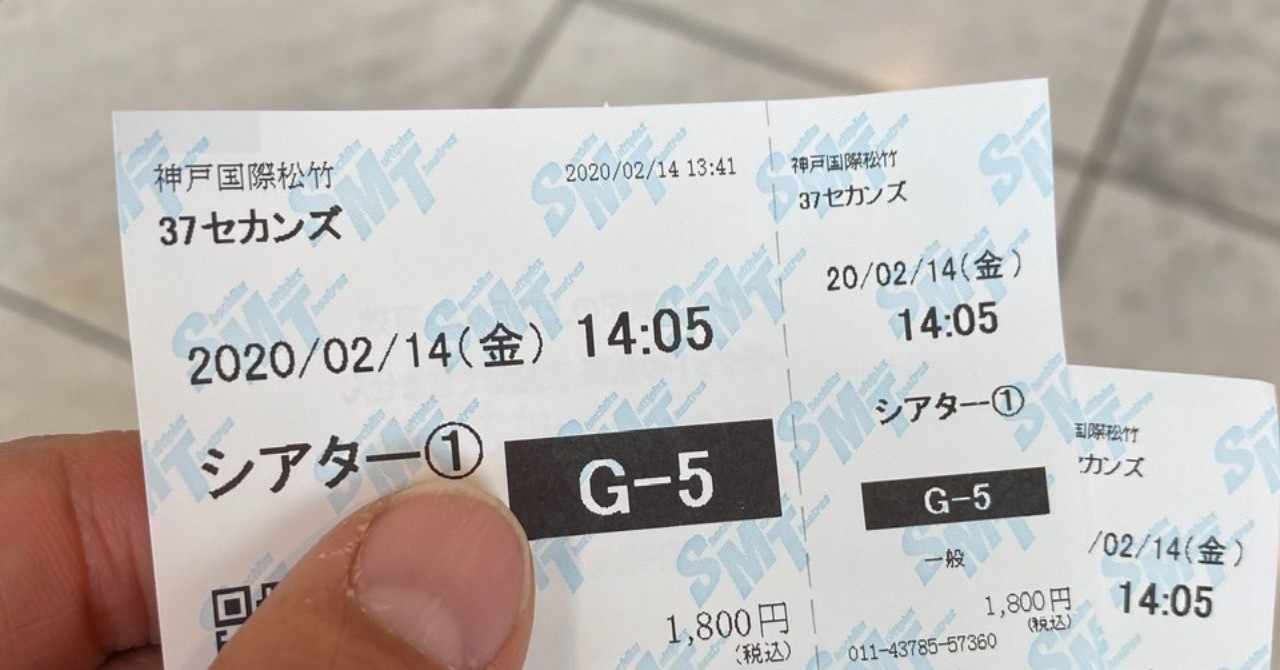 神戸国際松竹
2020/02/14 13:41
37セカンズ
2020/02/14(金) 14:05
シアター①
G-5
1,800円
(税込)
神戸国際松竹
37セカンズ
20/02/14(金)
14:05
シアター①
G-5
一般
1,800円
(税込)
011-43785-57360
国際松竹
カンズ
/02/14(金)
14:05
SMT